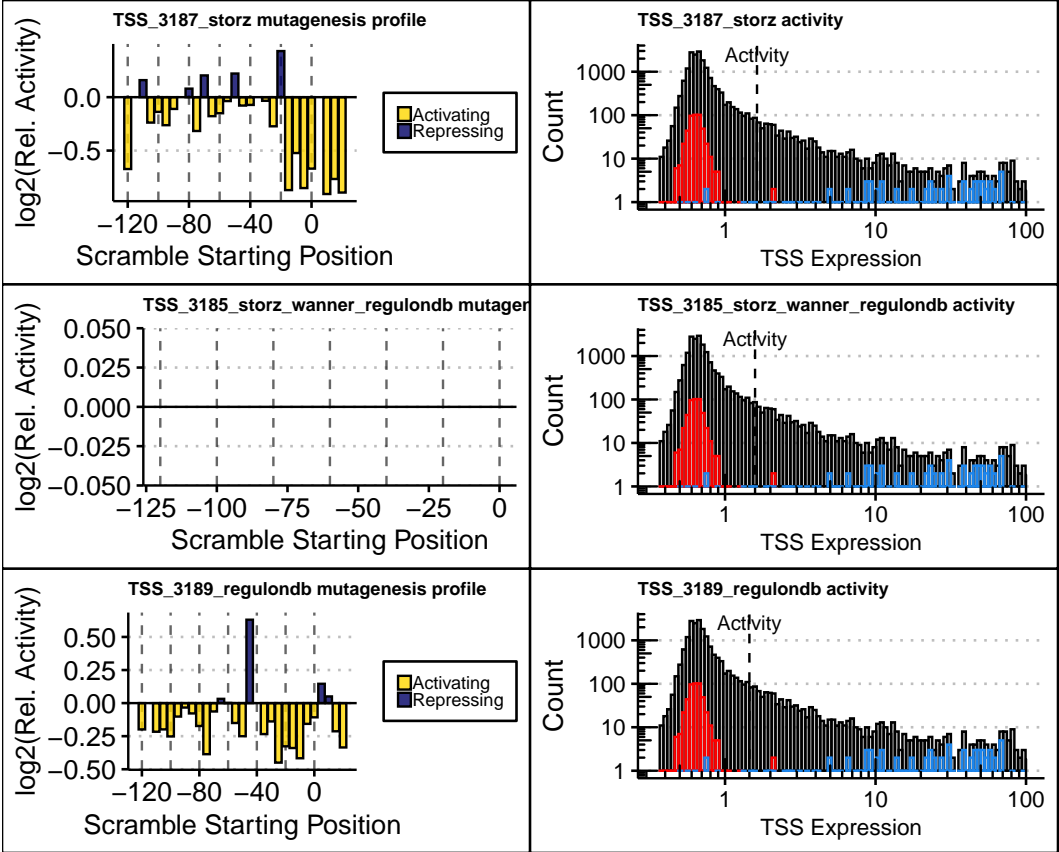 TSS_3187_storz mutagenesis profile
log2(Rel. Activity)
0.0
−0.5
−120 −80 −40 0
Scramble Starting Position
Activating
Repressing
TSS_3187_storz activity
Activity
Count
1000
100
10
1
1 10 100
TSS Expression
TSS_3185_storz_wanner_regulondb mutagen
log2(Rel. Activity)
0.050
0.025
0.000
−0.025
−0.050
−125 −100 −75 −50 −25 0
Scramble Starting Position
TSS_3185_storz_wanner_regulondb activity
Activity
Count
1000
100
10
1
1 10 100
TSS Expression
TSS_3189_regulondb mutagenesis profile
log2(Rel. Activity)
0.50
0.25
0.00
−0.25
−0.50
−120 −80 −40 0
Scramble Starting Position
Activating
Repressing
TSS_3189_regulondb activity
Activity
Count
1000
100
10
1
1 10 100
TSS Expression